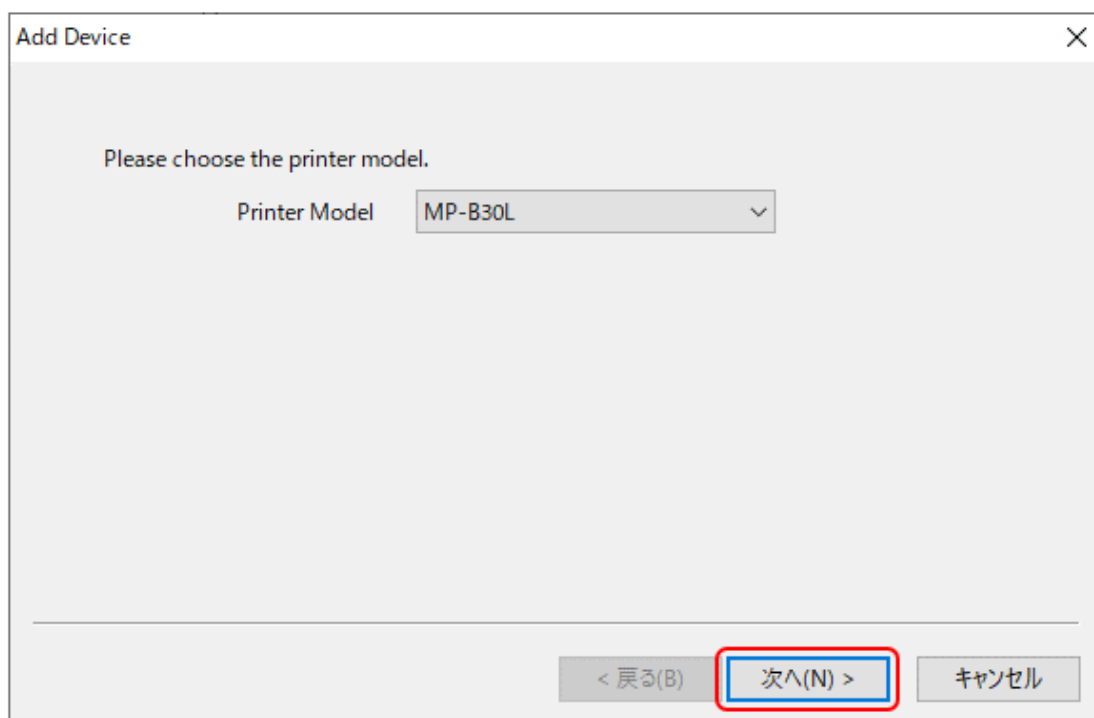 Add Device
Please choose the printer model.
Printer Model MP-B30L
< 戻る(B) 次へ(N) > キャンセル